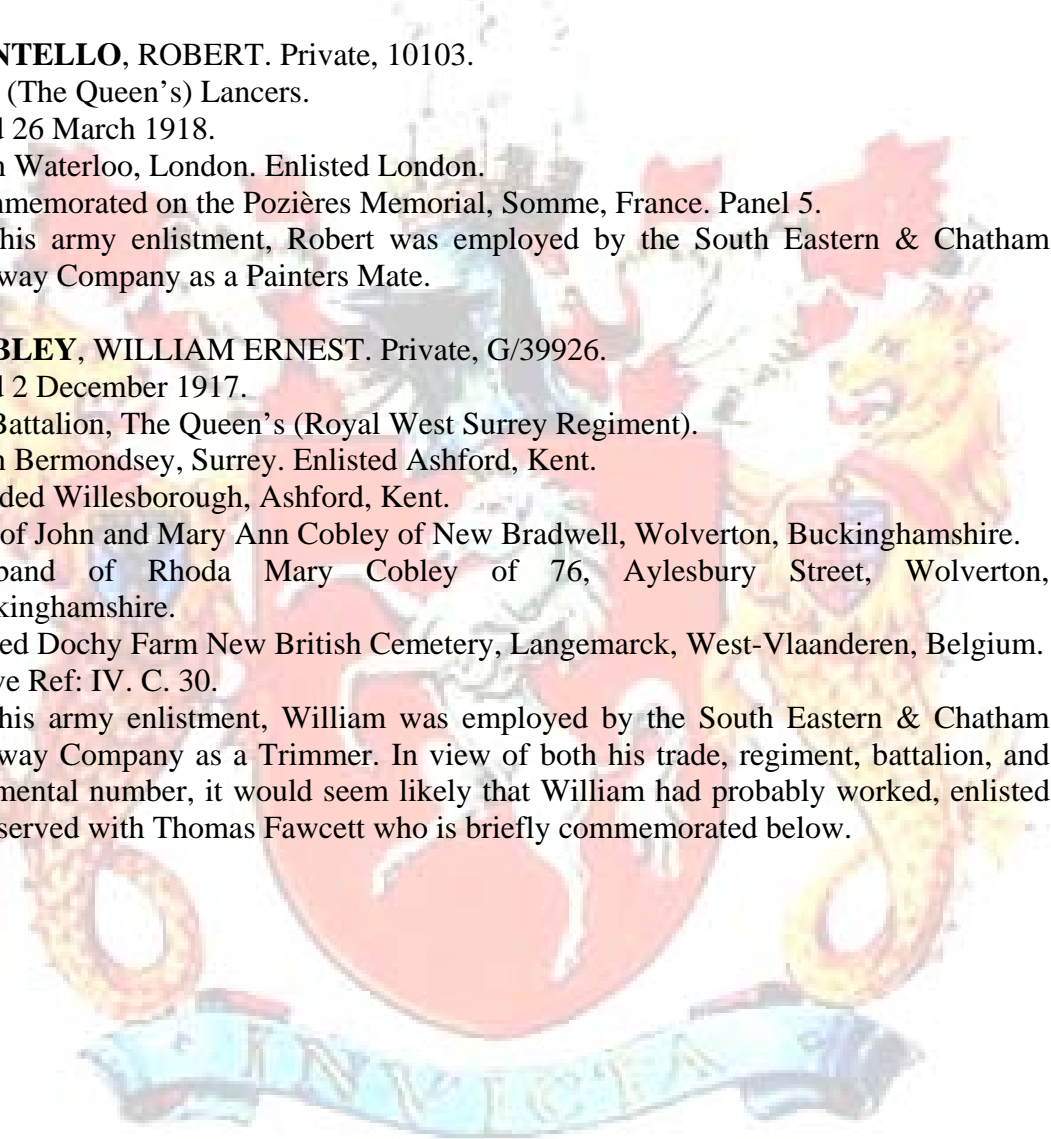 NTELLO, ROBERT. Private, 10103.
(The Queen’s) Lancers.
26 March 1918.
Waterloo, London. Enlisted London.
memorated on the Pozières Memorial, Somme, France. Panel 5.
his army enlistment, Robert was employed by the South Eastern & Chatham
way Company as a Painters Mate.
BLEY, WILLIAM ERNEST. Private, G/39926.
2 December 1917.
Battalion, The Queen’s (Royal West Surrey Regiment).
Bermondsey, Surrey. Enlisted Ashford, Kent.
ded Willesborough, Ashford, Kent.
of John and Mary Ann Cobley of New Bradwell, Wolverton, Buckinghamshire.
band of Rhoda Mary Cobley of 76, Aylesbury Street, Wolverton,
kinghamshire.
ed Dochy Farm New British Cemetery, Langemarck, West-Vlaanderen, Belgium.
ve Ref: IV. C. 30.
his army enlistment, William was employed by the South Eastern & Chatham
way Company as a Trimmer. In view of both his trade, regiment, battalion, and
mental number, it would seem likely that William had probably worked, enlisted
served with Thomas Fawcett who is briefly commemorated below.
INVICTA